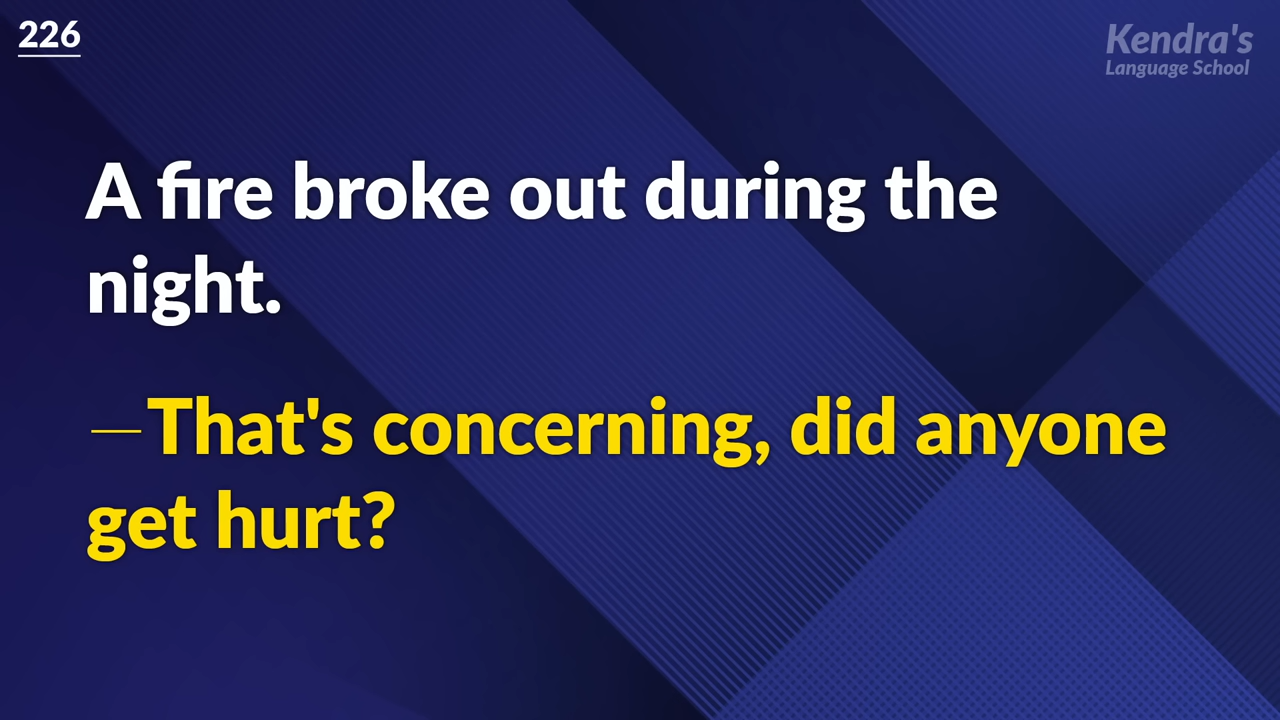 226
Kendra's
Language School
A fire broke out during the
night.
—That's concerning, did anyone
get hurt?